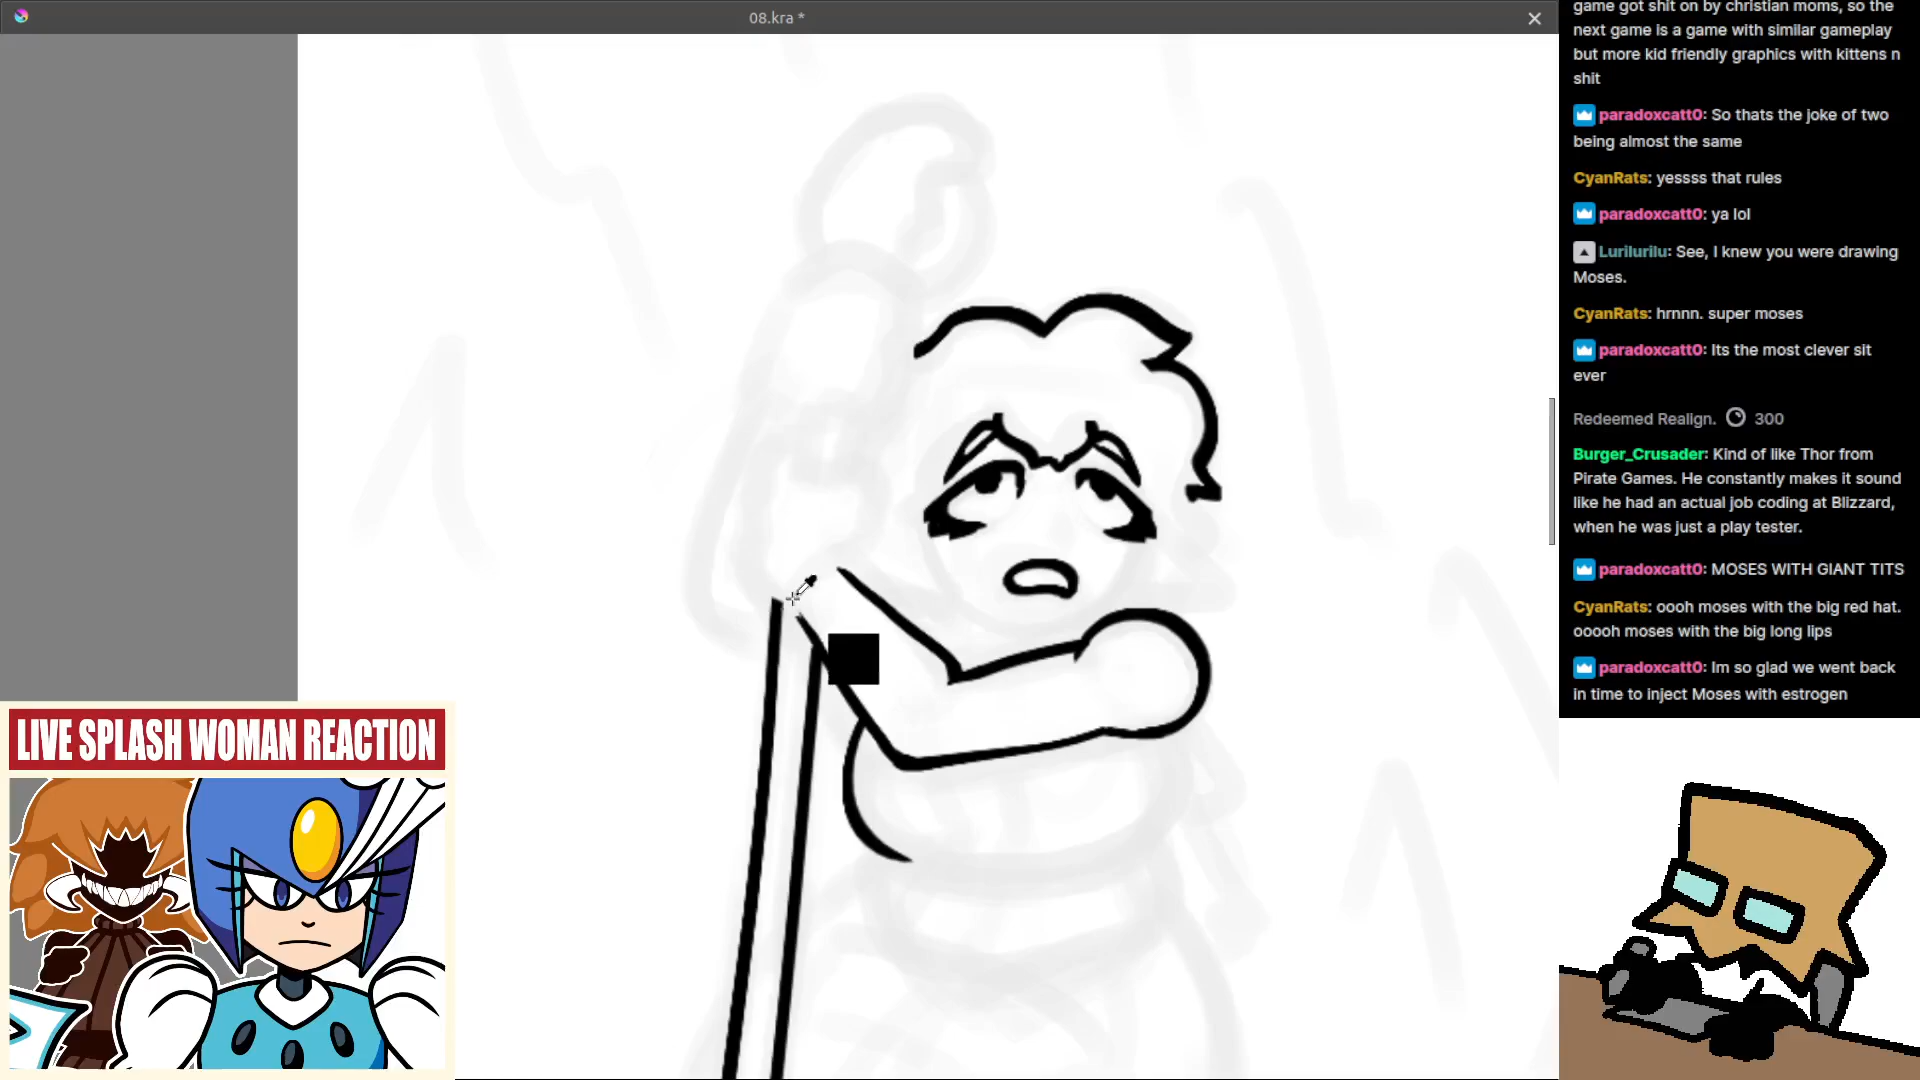 08.kra *
game got shit on by christian moms, so the
next game is a game with similar gameplay
but more kid friendly graphics with kittens n
shit
paradoxcatt0: So thats the joke of two
being almost the same
CyanRats: yessss that rules
paradoxcatt0: ya lol
Lurilurilu: See, I knew you were drawing
Moses.
CyanRats: hrnnn. super moses
paradoxcatt0: Its the most clever sit
ever
Redeemed Realign. 300
Burger_Crusader: Kind of like Thor from
Pirate Games. He constantly makes it sound
like he had an actual job coding at Blizzard,
when he was just a play tester.
paradoxcatt0: MOSES WITH GIANT TITS
CyanRats: oooh moses with the big red hat.
ooooh moses with the big long lips
paradoxcatt0: Im so glad we went back
in time to inject Moses with estrogen
LIVE SPLASH WOMAN REACTION